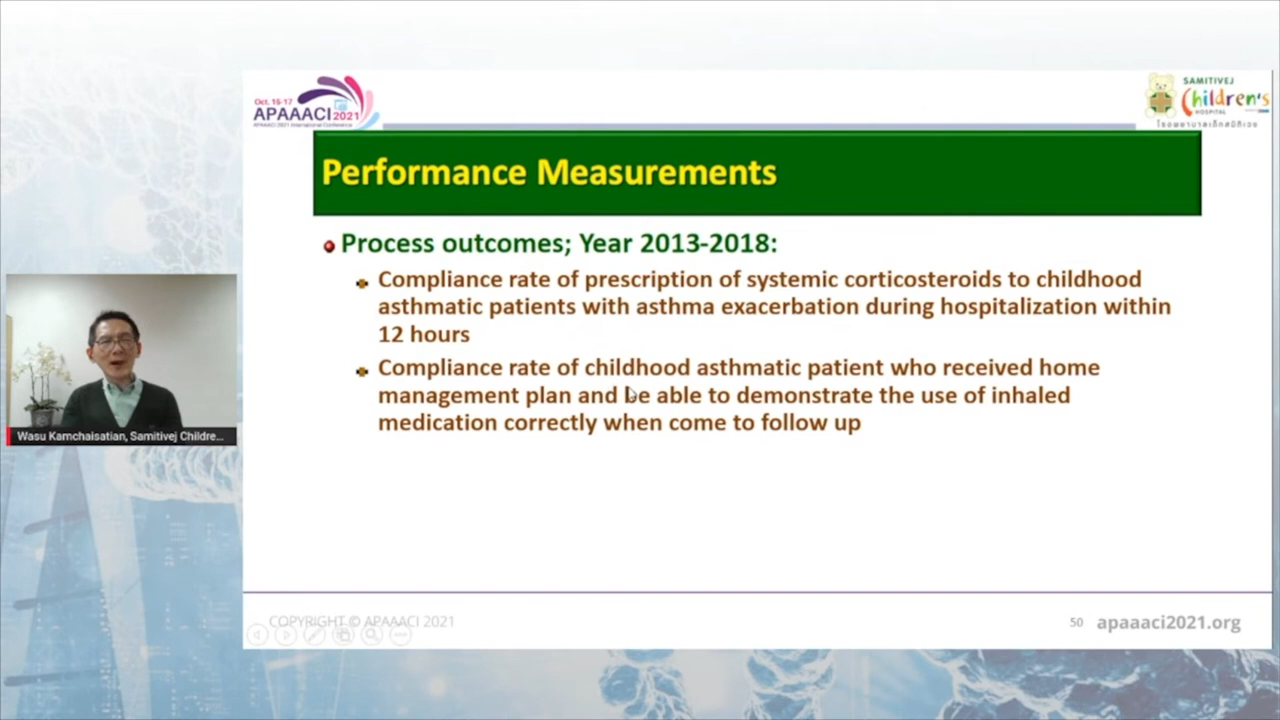 Oct. 15-17
APAAACI 2021
APAAACI 2021 International Conference
SAMITIVEJ
Children's
HOSPITAL
โรงพยาบาลเด็กสมิติเวช
Performance Measurements
Process outcomes; Year 2013-2018:
Compliance rate of prescription of systemic corticosteroids to childhood
asthmatic patients with asthma exacerbation during hospitalization within
12 hours
Compliance rate of childhood asthmatic patient who received home
management plan and be able to demonstrate the use of inhaled
medication correctly when come to follow up
Wasu Kamchaisatian, Samitivej Childre...
COPYRIGHT © APAAACI 2021
50
apaaaci2021.org